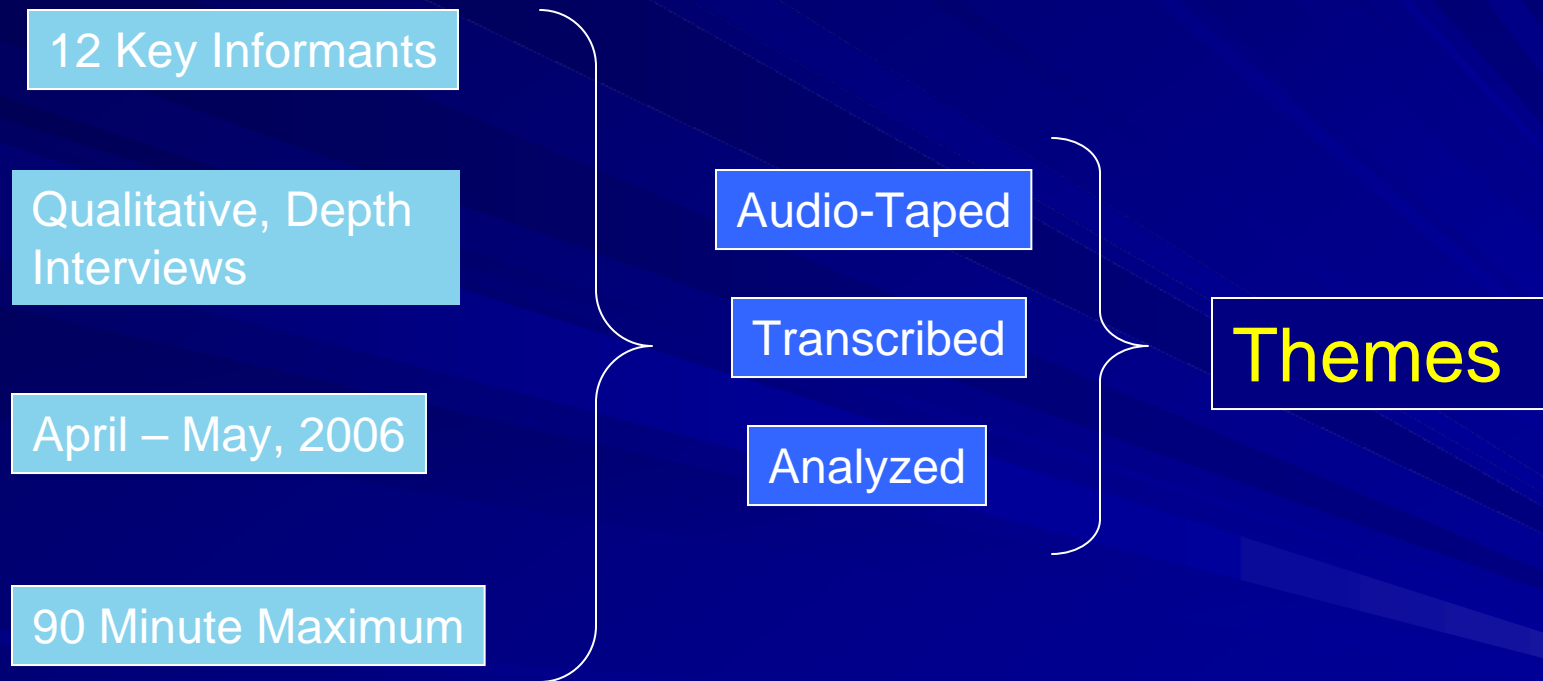 12 Key Informants
Qualitative, Depth
Interviews
April – May, 2006
90 Minute Maximum
Audio-Taped
Transcribed
Analyzed
Themes